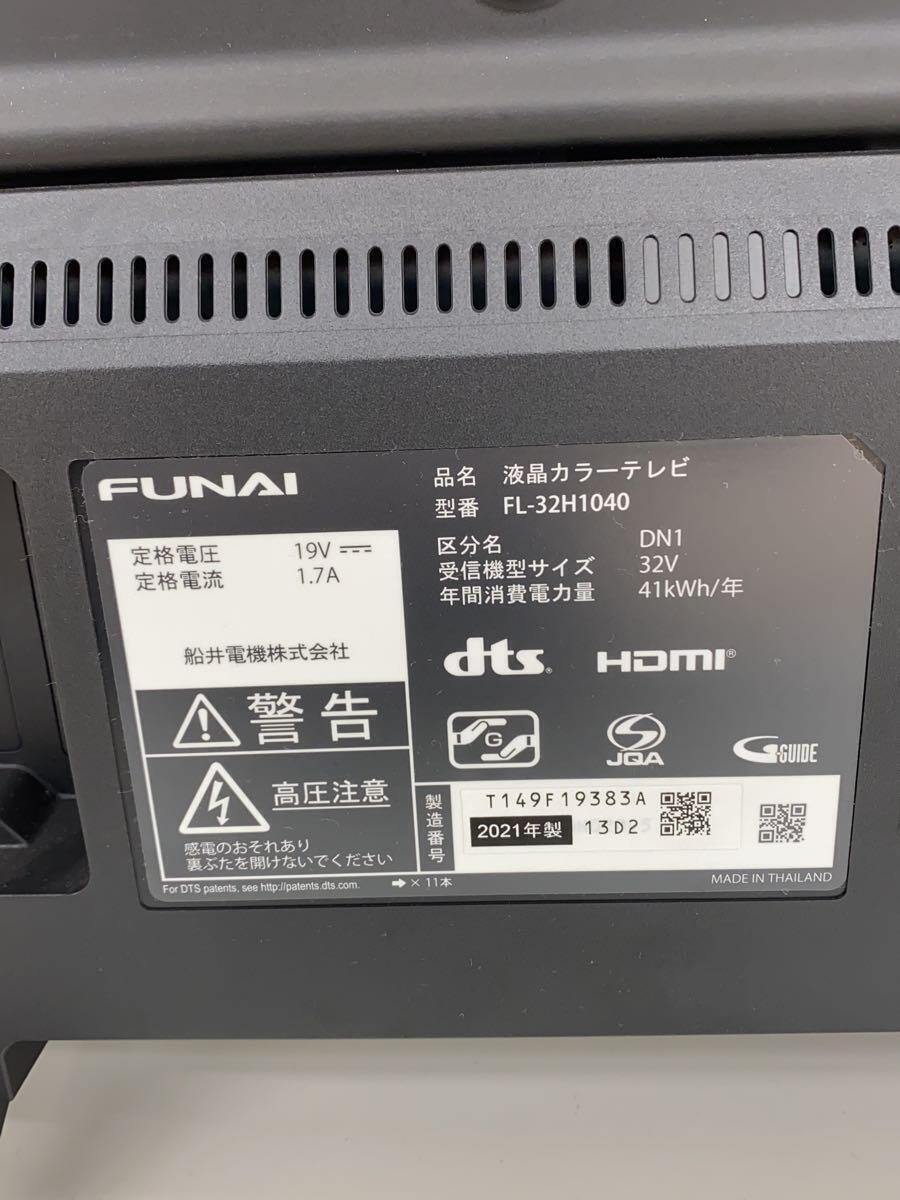 FUNAI
品名 液晶カラーテレビ
型番 FL-32H1040
定格電圧 19V
定格電流 1.7A
船井電機株式会社
区分名 DN1
受信機型サイズ 32V
年間消費電力量 41kWh/年
dts®
HDMI®
G
JQA
G-GUIDE
警告
高圧注意
感電のおそれあり
裏ぶたを開けないでください
製造番号
T149F19383A
2021年製 13D2
For DTS patents, see http://patents.dts.com.
➡ × 11本
MADE IN THAILAND